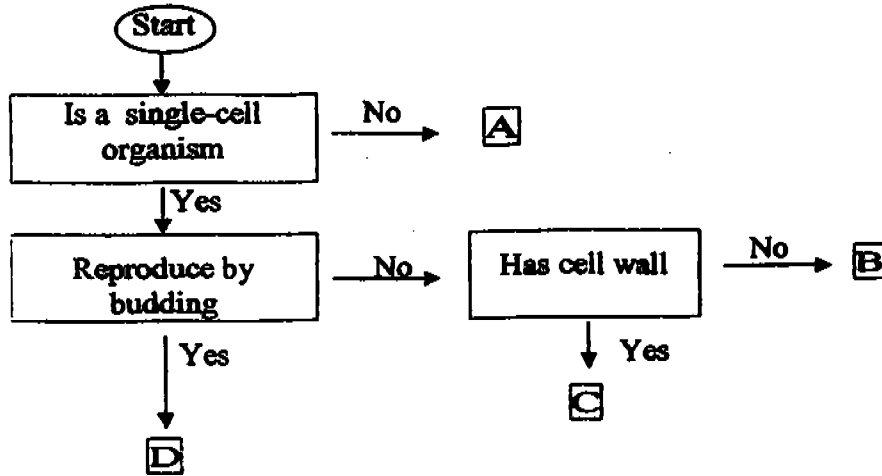 Start
Is a single-cell
organism
No
A
Yes
Reproduce by
budding
No
Has cell wall
No
B
Yes
Yes
C
D